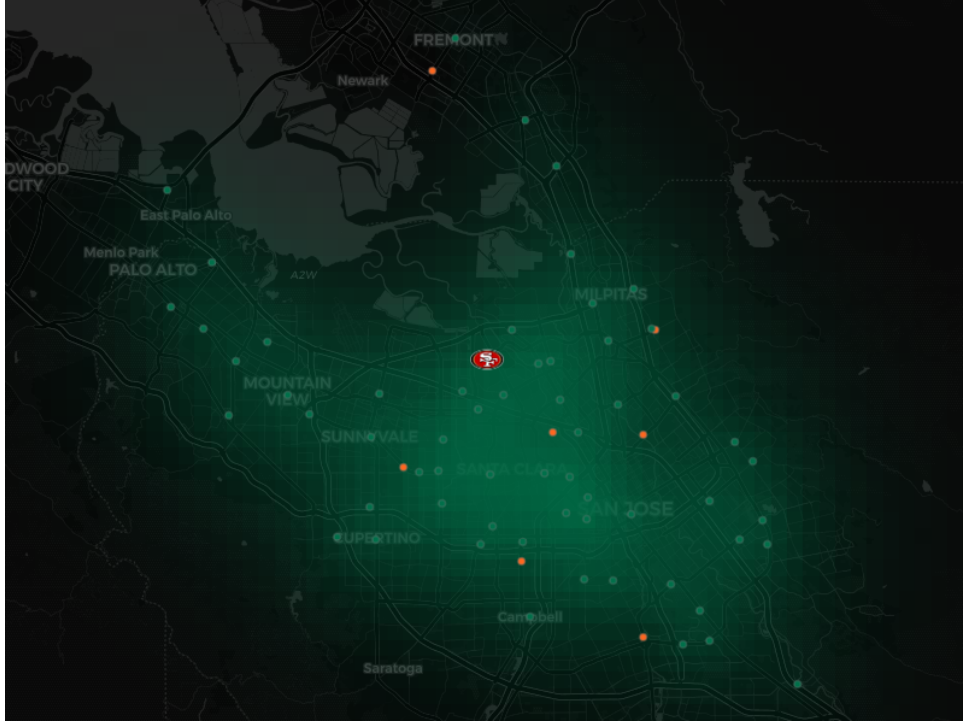 FREMONT
Newark
DWOOD
CITY
East Palo Alto
Menlo Park
PALO ALTO
A2W
MILPITAS
SF
MOUNTAIN
VIEW
SUNNYVALE
SANTA CLARA
SAN JOSE
CUPERTINO
Campbell
Saratoga